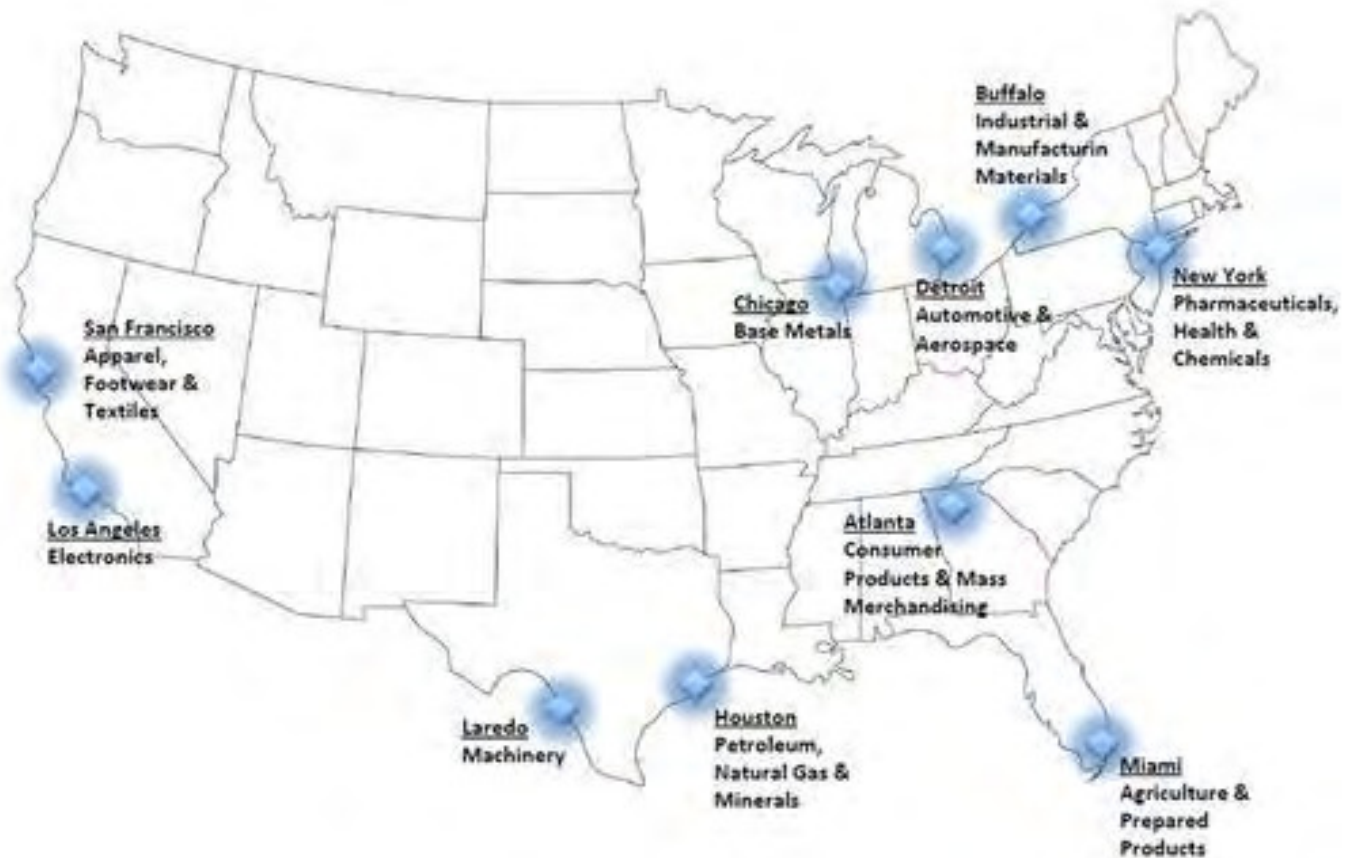 Buffalo
Industrial &
Manufacturin
Materials
New York
Pharmaceuticals,
Health &
Chemicals
Detroit
Automotive &
Aerospace
Chicago
Base Metals
San Francisco
Apparel,
Footwear &
Textiles
Los Angeles
Electronics
Atlanta
Consumer
Products & Mass
Merchandising
Laredo
Machinery
Houston
Petroleum,
Natural Gas &
Minerals
Miami
Agriculture &
Prepared
Products